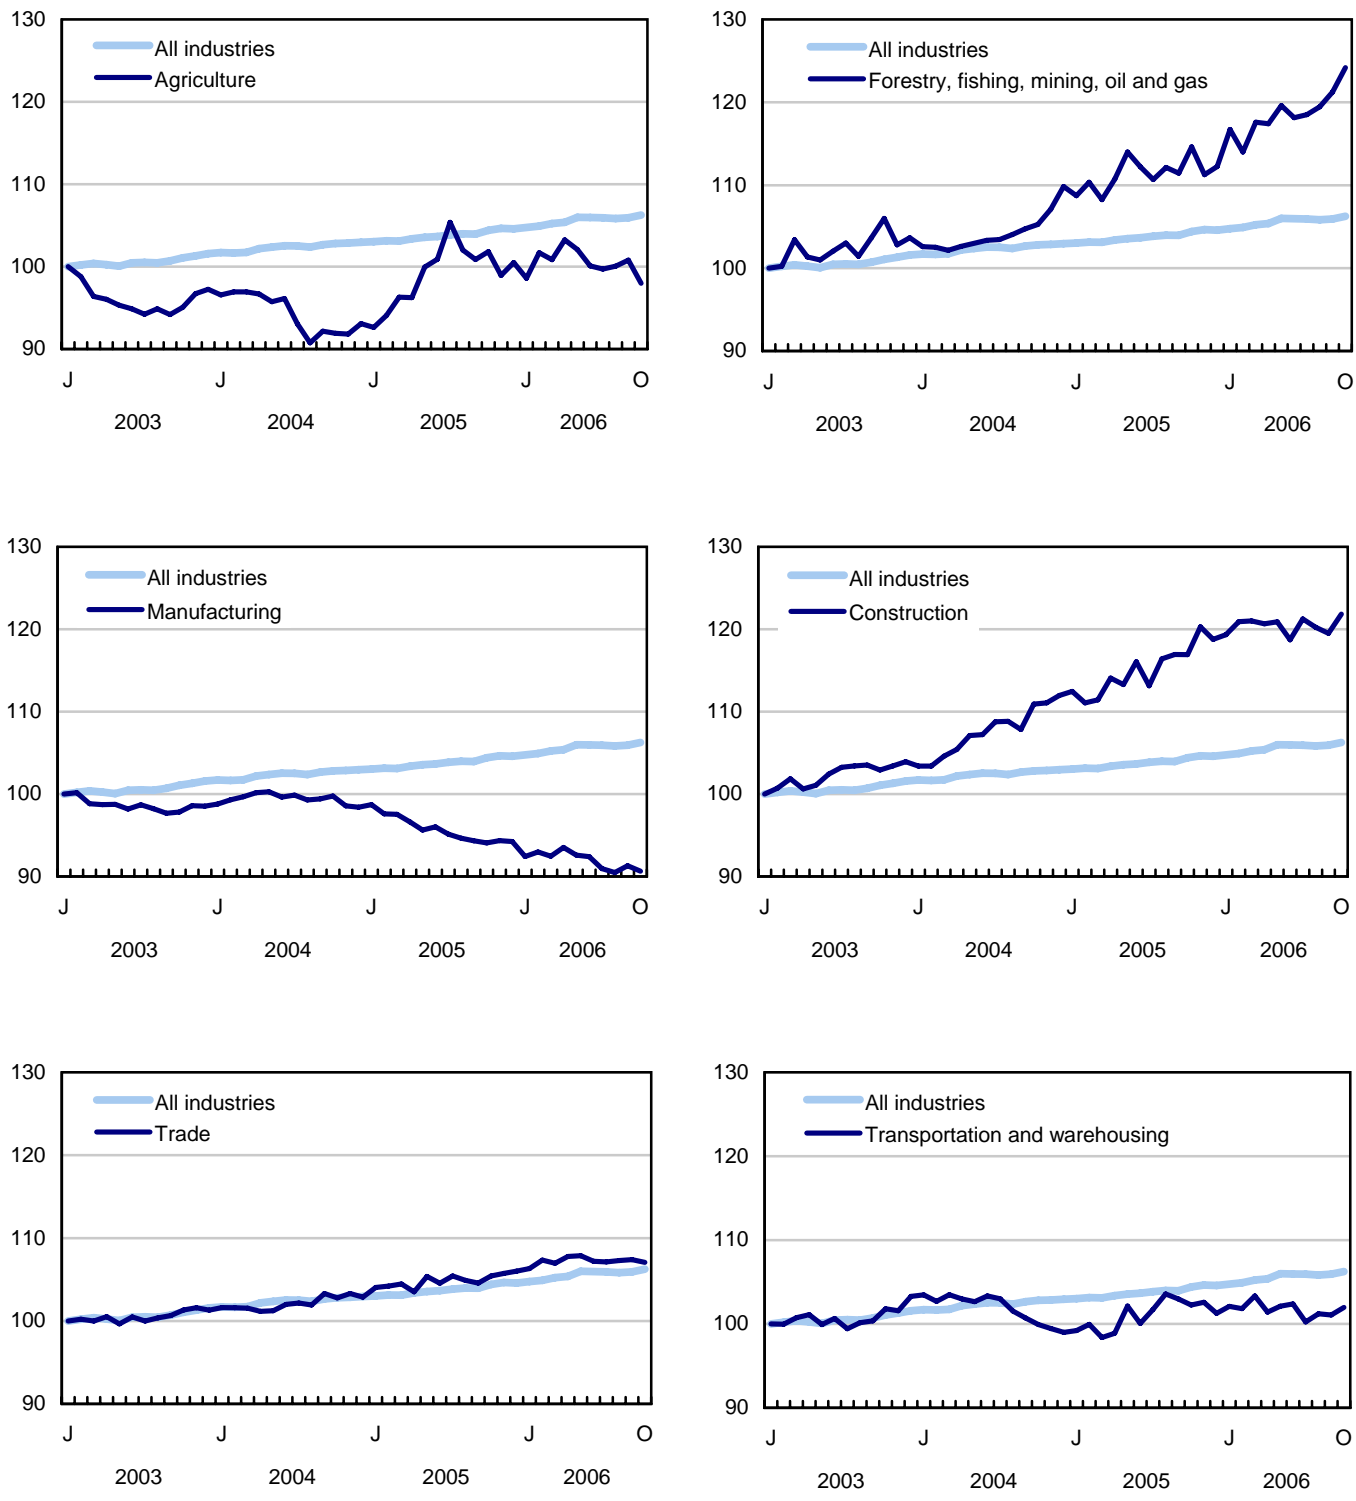 130
All industries
Agriculture
120
110
100
90
J J J J O
2003 2004 2005 2006
130
All industries
Forestry, fishing, mining, oil and gas
120
110
100
90
J J J J O
2003 2004 2005 2006
130
All industries
Manufacturing
120
110
100
90
J J J J O
2003 2004 2005 2006
130
All industries
Construction
120
110
100
90
J J J J O
2003 2004 2005 2006
130
All industries
Trade
120
110
100
90
J J J J O
2003 2004 2005 2006
130
All industries
Transportation and warehousing
120
110
100
90
J J J J O
2003 2004 2005 2006